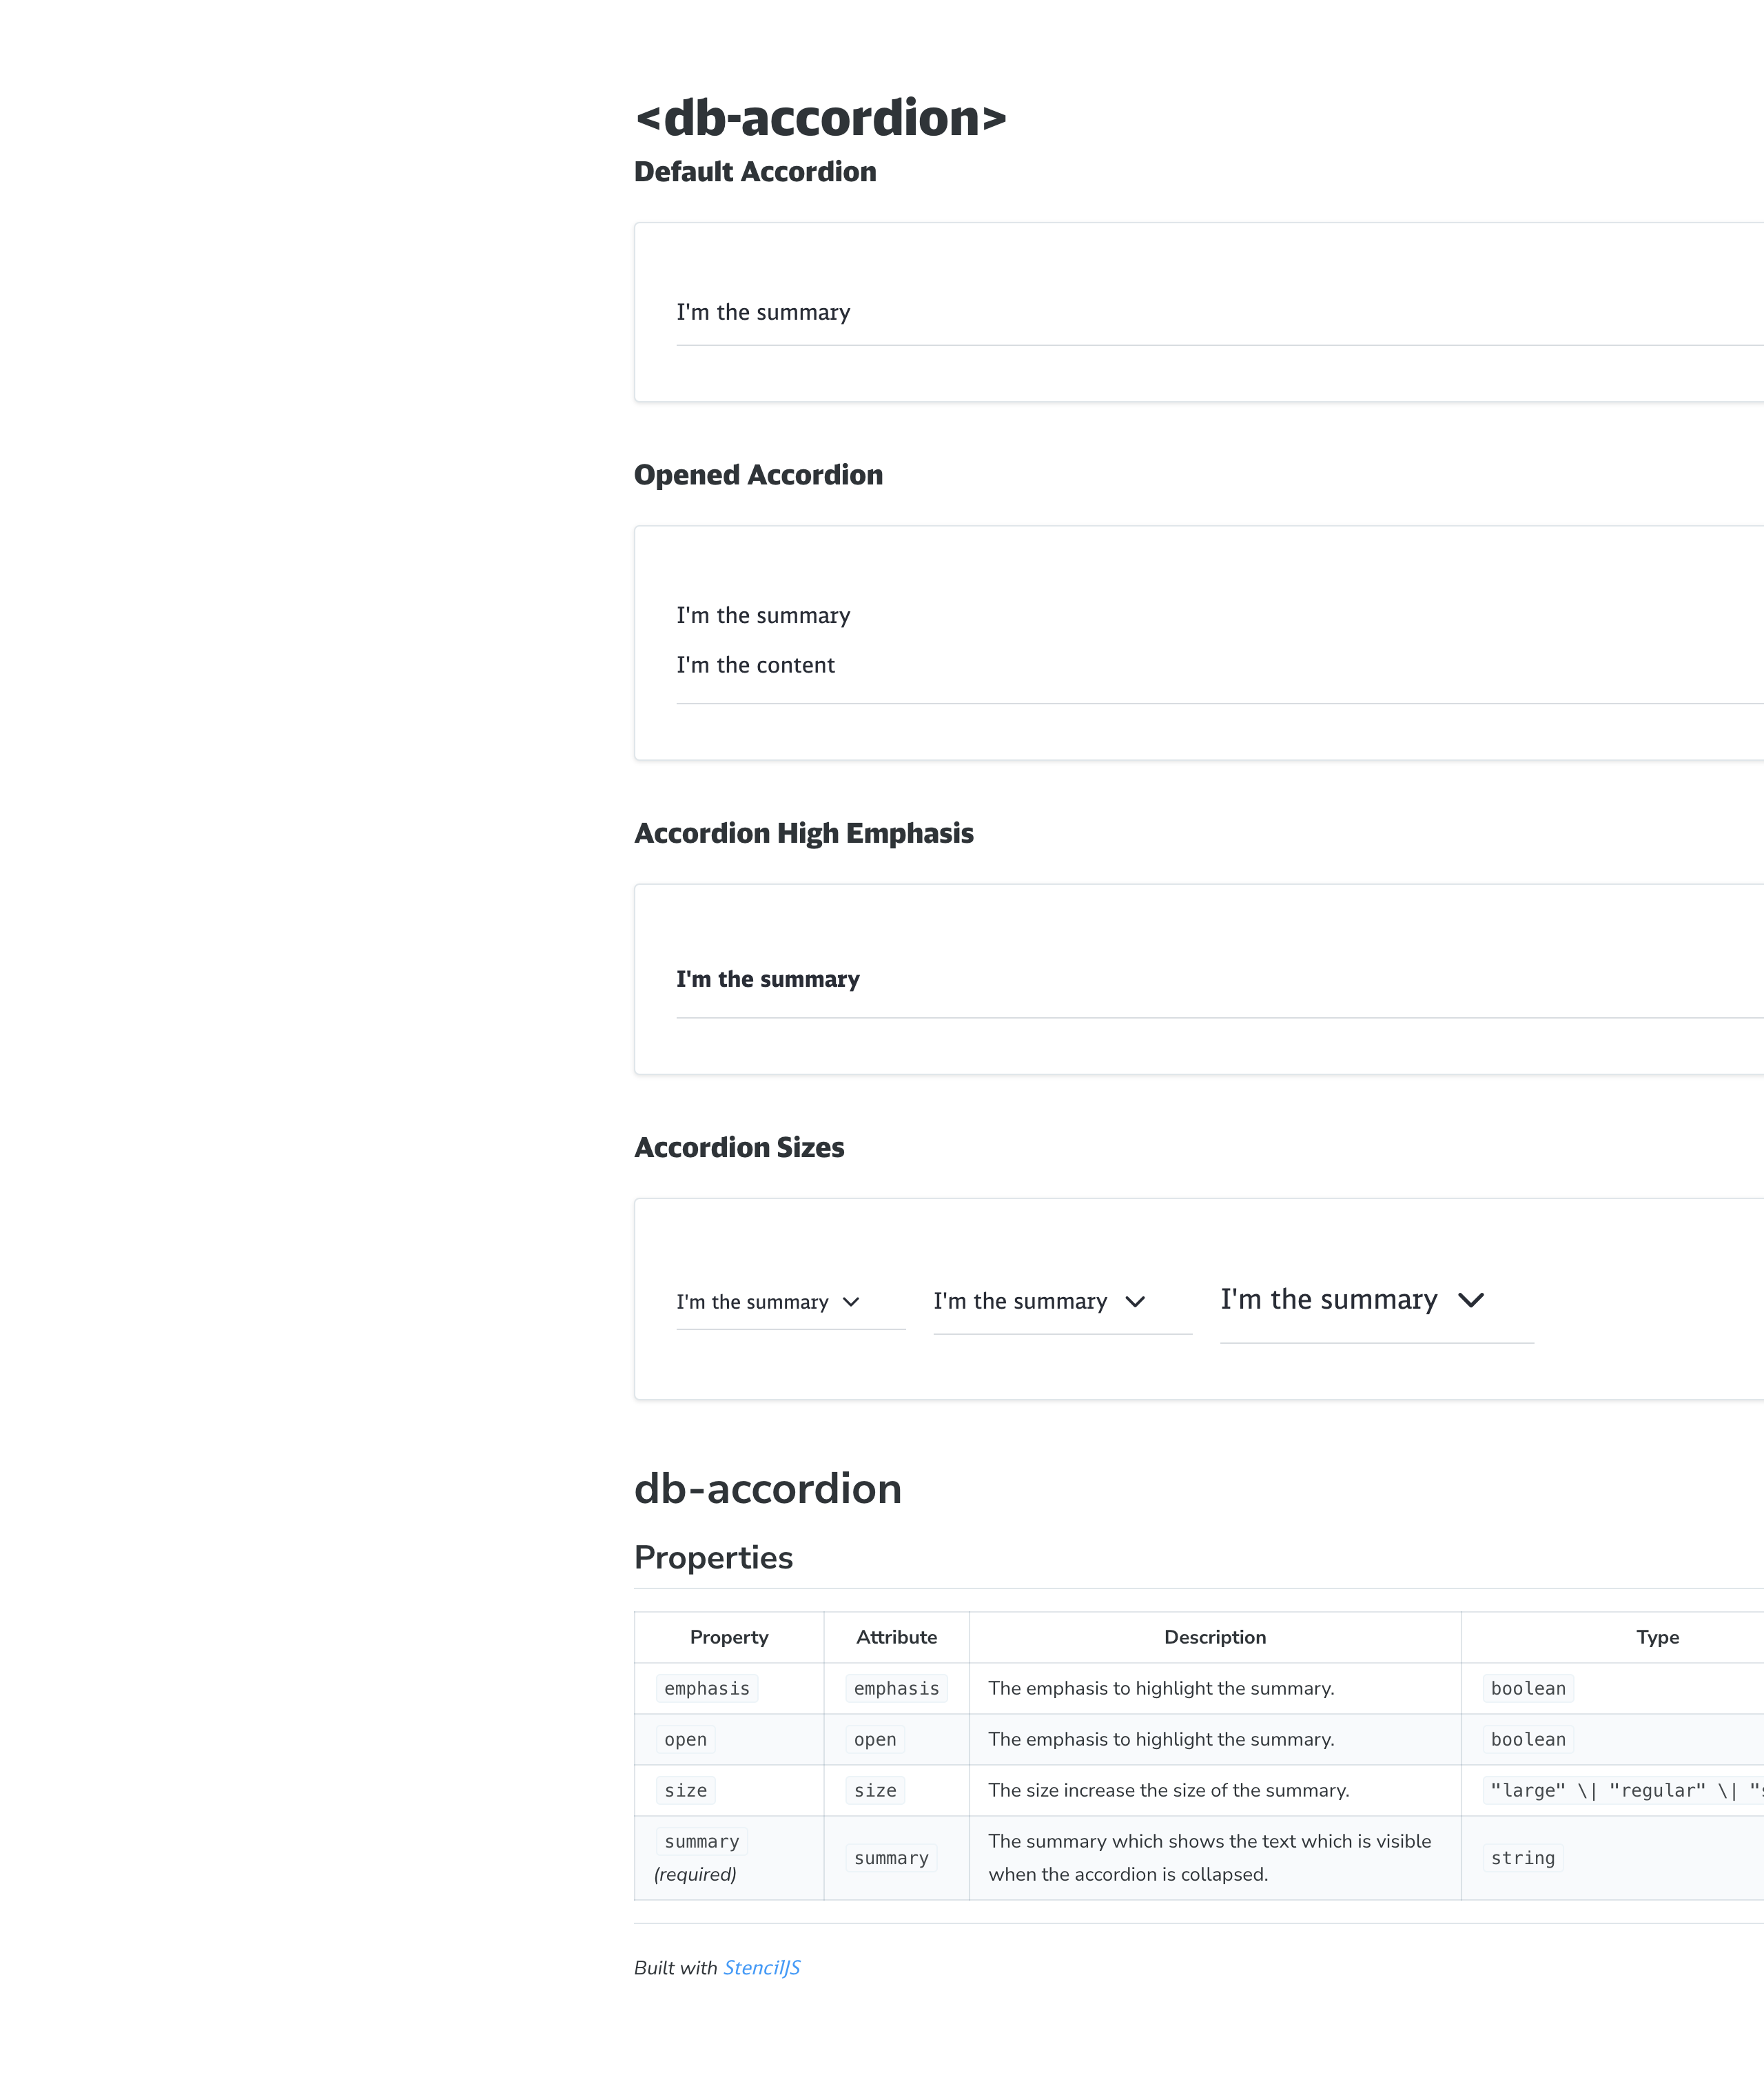 <db-accordion>
Default Accordion
I'm the summary
Opened Accordion
I'm the summary
I'm the content
Accordion High Emphasis
I'm the summary
Accordion Sizes
I'm the summary I'm the summary I'm the summary
db-accordion
Properties
Property Attribute Description Type
emphasis emphasis The emphasis to highlight the summary. boolean
open open The emphasis to highlight the summary. boolean
size size The size increase the size of the summary. "large" \| "regular" \|
summary
(required)
summary
The summary which shows the text which is visible
when the accordion is collapsed.
string
Built with StencilJS